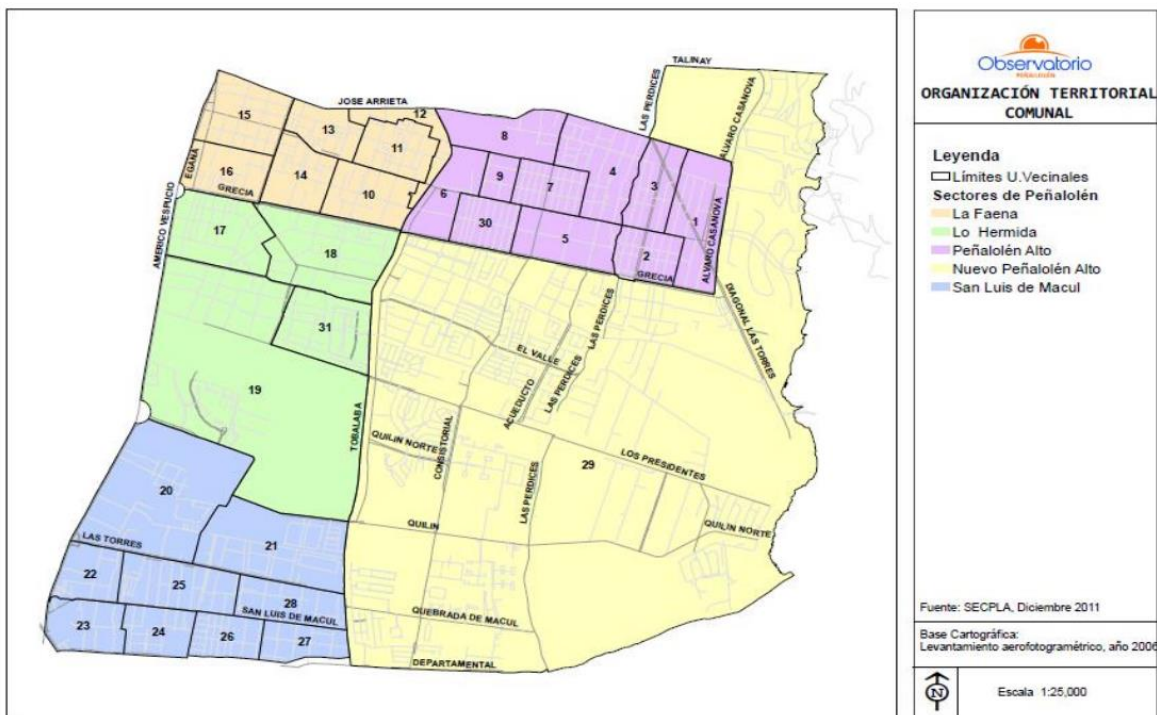 TALINAY
LAS PERDICES
ALVARO CASANOVA
JOSE ARRIETA
12
15
13
8
11
4
EGAÑA
9
3
16
14
7
GRECIA
10
6
1
AMERICO VESPUCIO
30
5
17
2
ALVARO CASANOVA
18
GRECIA
DIAGONAL LAS TORRES
LAS PERDICES
31
EL VALLE
LAS PERDICES
19
ACUEDUCTO
TOBALABA
QUILIN NORTE
CONSISTORIAL
LOS PRESIDENTES
29
20
LAS PERDICES
QUILIN
QUILIN NORTE
LAS TORRES
21
22
25
28
SAN LUIS DE MACUL
QUEBRADA DE MACUL
23
24
26
27
DEPARTAMENTAL
Observatorio
PEÑALOLÉN
ORGANIZACIÓN TERRITORIAL
COMUNAL
Leyenda
Límites U.Vecinales
Sectores de Peñalolén
La Faena
Lo Hermida
Peñalolén Alto
Nuevo Peñalolén Alto
San Luis de Macul
Fuente: SECPLA, Diciembre 2011
Base Cartográfica:
Levantamiento aerofotogramétrico, año 2006
N
Escala 1:25,000